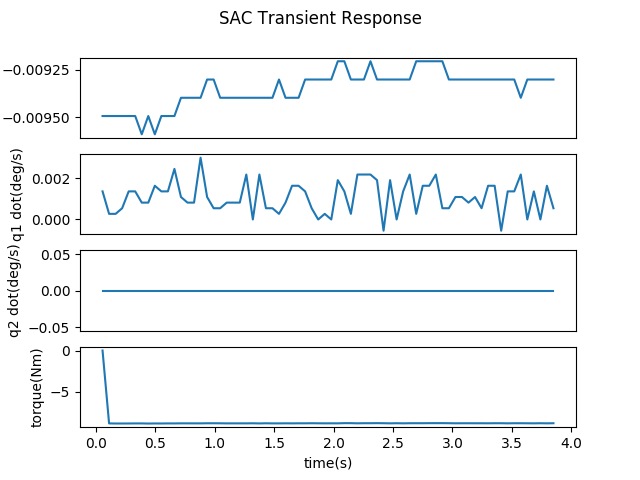 SAC Transient Response
−0.00925
−0.00950
q1 dot(deg/s)
0.002
0.000
q2 dot(deg/s)
0.05
0.00
−0.05
torque(Nm)
0
−5
0.0 0.5 1.0 1.5 2.0 2.5 3.0 3.5 4.0
time(s)